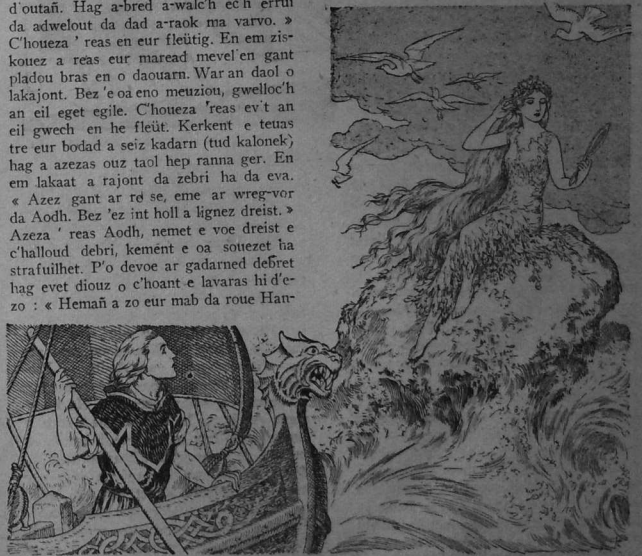 d'outañ. Hag a-bred a-walc'h ec'h errui
da adwelout da dad a-raok ma varvo. »
C'houeza ' reas en eur fleütig. En em zis-
kouez a reas eur maread mevel'en gant
pladou bras en o daouarn. War an daol o
lakajont. Bez 'e oa eno meuziou, gwelloc'h
an eil eget egile. C'houeza 'reas evit an
eil gwech en he fleüt. Kerkent e teuas
tre eur bodad a seiz kadarn (tud kalonek)
hag a azezas ouz taol hep ranna ger. En
em lakaat a rajont da zebri ha da eva.
« Azez gant ar re se, eme ar wreg-vor
da Aodh. Bez 'ez int holl a lignez dreist. »
Azeza ' reas Aodh, nemet e voe dreist e
c'halloud debri, kement e oa souezet ha
strafuilhet. P'o devoe ar gadarned debret
hag evet diouz o c'hoant e lavaras hi d'e-
zo : « Hemañ a zo eur mab da roue Han-